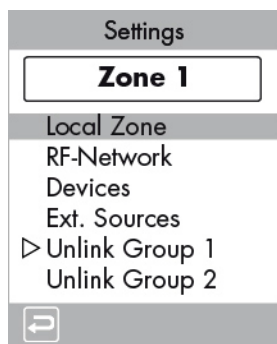 Settings
Zone 1
Local Zone
RF-Network
Devices
Ext. Sources
Unlink Group 1
Unlink Group 2